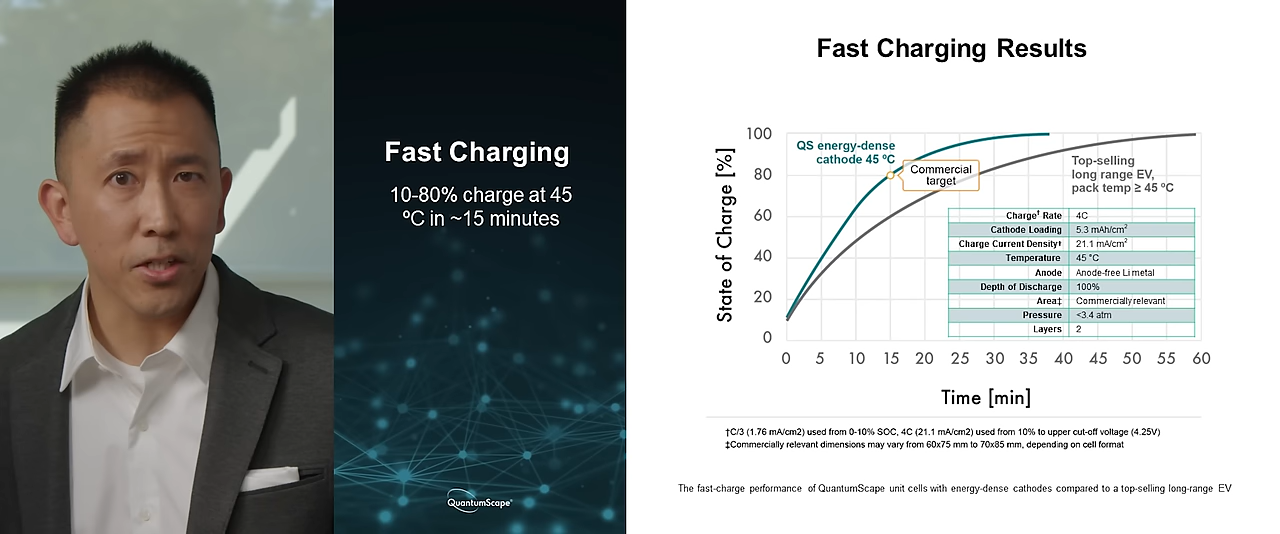 Fast Charging
10-80% charge at 45
ºC in ~15 minutes
QuantumScape®
Fast Charging Results
State of Charge [%]
100
80
60
40
20
0
QS energy-dense
cathode 45 ºC
Commercial
target
Top-selling
long range EV,
pack temp ≥ 45 ºC
Charge† Rate 4C
Cathode Loading 5.3 mAh/cm²
Charge Current Density† 21.1 mA/cm²
Temperature 45 °C
Anode Anode-free Li metal
Depth of Discharge 100%
Area‡ Commercially relevant
Pressure <3.4 atm
Layers 2
0 5 10 15 20 25 30 35 40 45 50 55 60
Time [min]
†C/3 (1.76 mA/cm2) used from 0-10% SOC, 4C (21.1 mA/cm2) used from 10% to upper cut-off voltage (4.25V)
‡Commercially relevant dimensions may vary from 60x75 mm to 70x85 mm, depending on cell format
The fast-charge performance of QuantumScape unit cells with energy-dense cathodes compared to a top-selling long-range EV